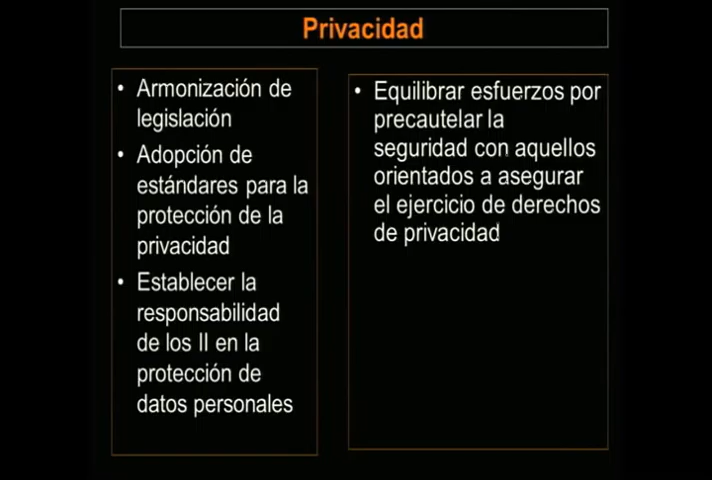 Privacidad
• Armonización de
legislación
• Adopción de
estándares para la
protección de la
privacidad
• Establecer la
responsabilidad
de los II en la
protección de
datos personales
• Equilibrar esfuerzos por
precautelar la
seguridad con aquellos
orientados a asegurar
el ejercicio de derechos
de privacidad